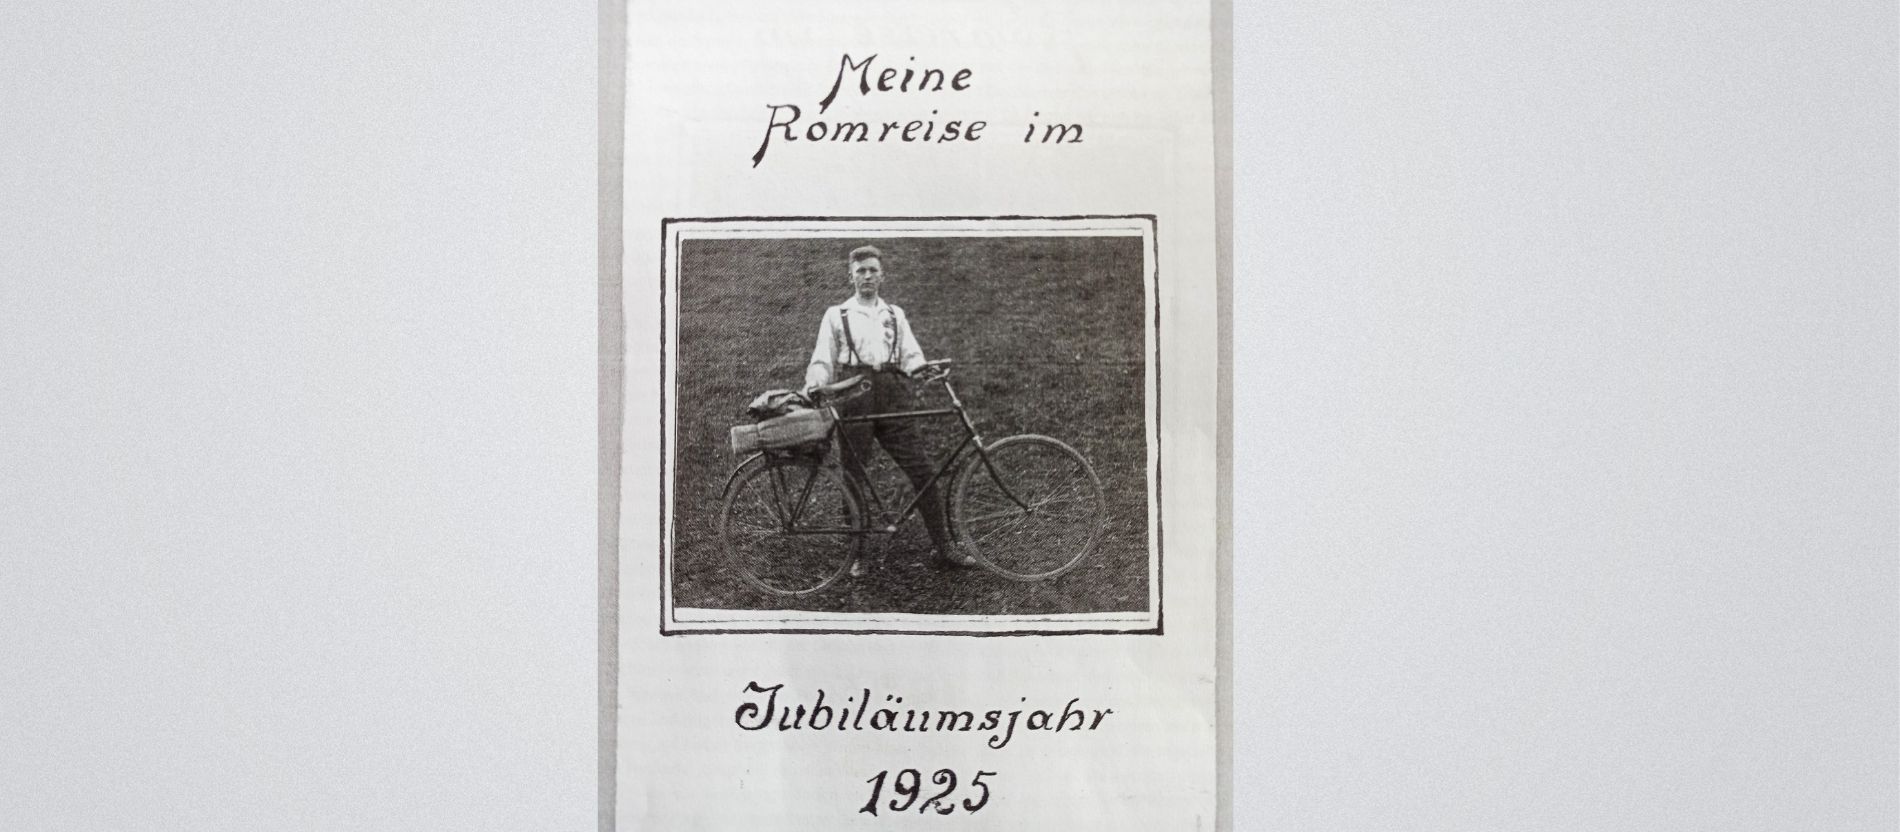 Meine
Romreise im
Jubiläumsjahr
1925